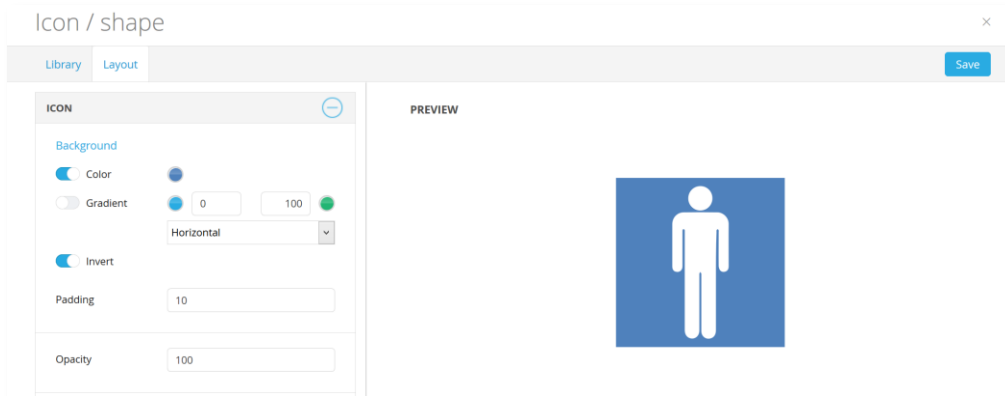 Icon / shape
Library Layout Save
ICON
PREVIEW
Background
Color
Gradient 0 100
Horizontal
Invert
Padding 10
Opacity 100